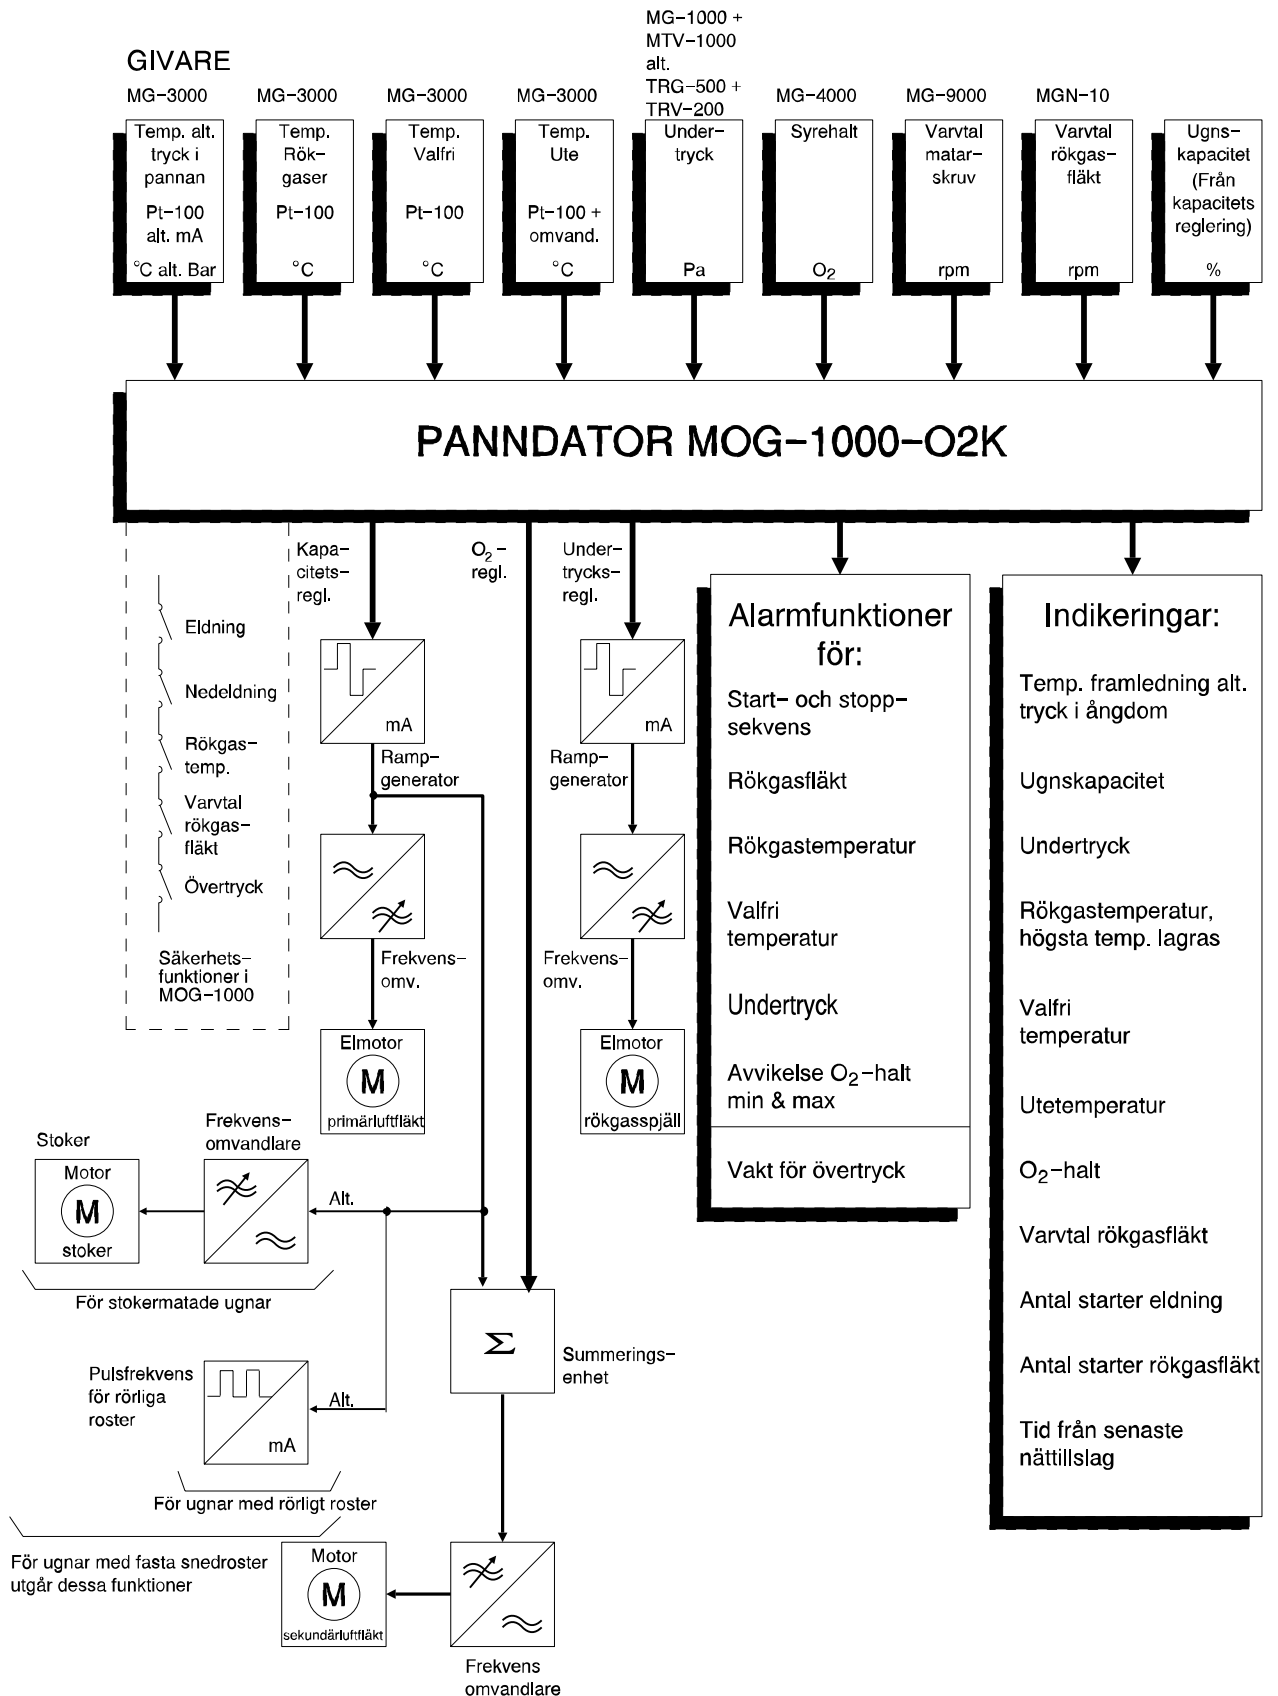 GIVARE
MG-3000
MG-3000
MG-3000
MG-3000
MG-1000 +
MTV-1000
alt.
TRG-500 +
TRV-200
MG-4000
MG-9000
MGN-10
Temp. alt.
tryck i
pannan
Pt-100
alt. mA
°C alt. Bar
Temp.
Rök-
gaser
Pt-100
°C
Temp.
Valfri
Pt-100
°C
Temp.
Ute
Pt-100 +
omvand.
°C
Under-
tryck
Pa
Syrehalt
O2
Varvtal
matar-
skruv
rpm
Varvtal
rökgas-
fläkt
rpm
Ugns-
kapacitet
(Från
kapacitets
reglering)
%
PANNDATOR MOG-1000-O2K
Eldning
Nedeldning
Rökgas-
temp.
Varvtal
rökgas-
fläkt
Övertryck
Säkerhets-
funktioner i
MOG-1000
Kapa-
citets-
regl.
mA
Ramp-
generator
Frekvens-
omv.
Elmotor
M
primärluftfläkt
O2-
regl.
Under-
trycks-
regl.
mA
Ramp-
generator
Frekvens-
omv.
Elmotor
M
rökgasspjäll
Alarmfunktioner
för:
Start- och stopp-
sekvens
Rökgasfläkt
Rökgastemperatur
Valfri
temperatur
Undertryck
Avvikelse O2-halt
min & max
Vakt för övertryck
Indikeringar:
Temp. framledning alt.
tryck i ångdom
Ugnskapacitet
Undertryck
Rökgastemperatur,
högsta temp. lagras
Valfri
temperatur
Utetemperatur
O2-halt
Varvtal rökgasfläkt
Antal starter eldning
Antal starter rökgasfläkt
Tid från senaste
nättillslag
Stoker
Motor
M
stoker
Frekvens-
omvandlare
Alt.
För stokermatade ugnar
Pulsfrekvens
för rörliga
roster
mA
Alt.
För ugnar med rörligt roster
För ugnar med fasta snedroster
utgår dessa funktioner
Σ
Summerings-
enhet
Motor
M
sekundärluftfläkt
Frekvens
omvandlare